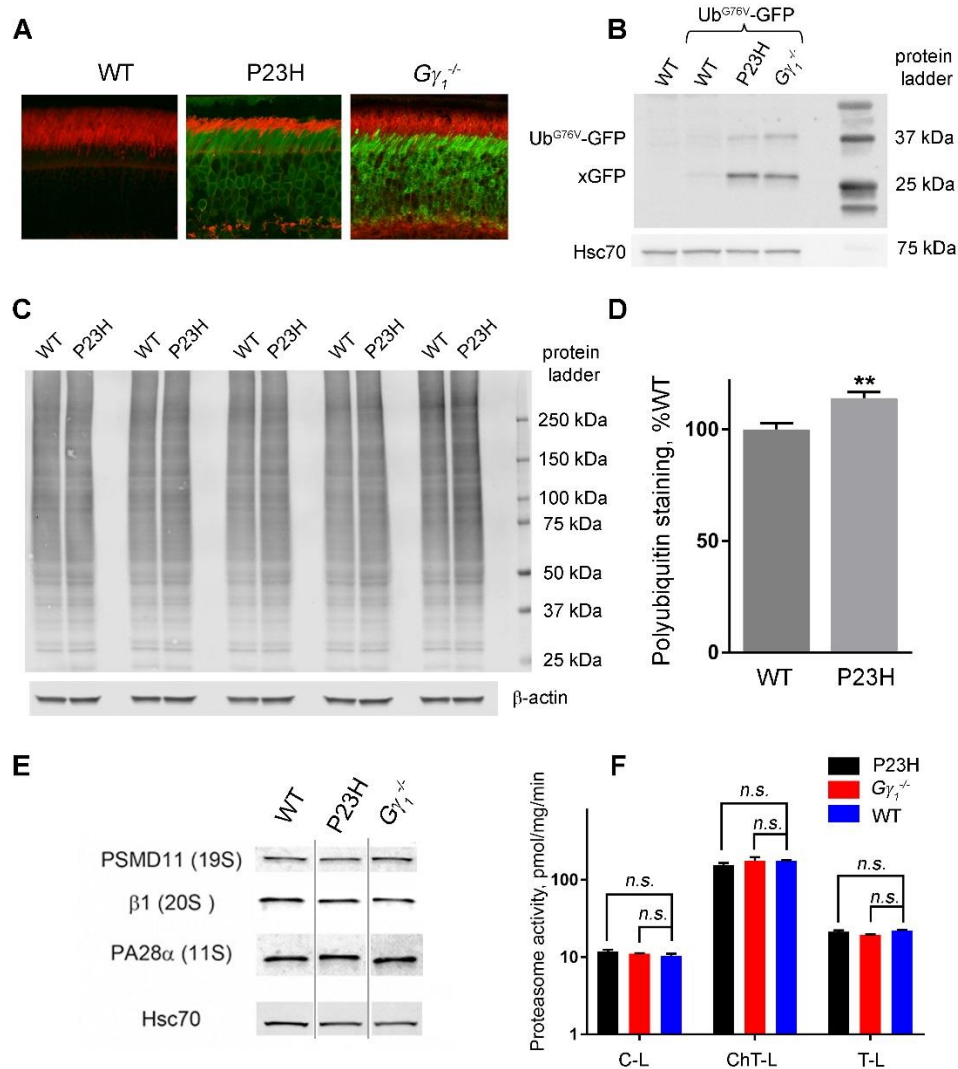 A
WT
P23H
Gγ₁⁻/⁻
B
Ubᴳ⁷⁶ⱽ-GFP
WT
WT
P23H
Gγ₁⁻/⁻
protein
ladder
Ubᴳ⁷⁶ⱽ-GFP
xGFP
Hsc70
37 kDa
25 kDa
75 kDa
C
WT
P23H
WT
P23H
WT
P23H
WT
P23H
WT
P23H
protein
ladder
250 kDa
150 kDa
100 kDa
75 kDa
50 kDa
37 kDa
25 kDa
β-actin
D
Polyubiquitin staining, %WT
100
50
0
**
WT
P23H
E
WT
P23H
Gγ₁⁻/⁻
PSMD11 (19S)
β1 (20S )
PA28α (11S)
Hsc70
F
P23H
Gγ₁⁻/⁻
WT
Proteasome activity, pmol/mg/min
100
10
1
n.s.
n.s.
n.s.
n.s.
n.s.
n.s.
C-L
ChT-L
T-L